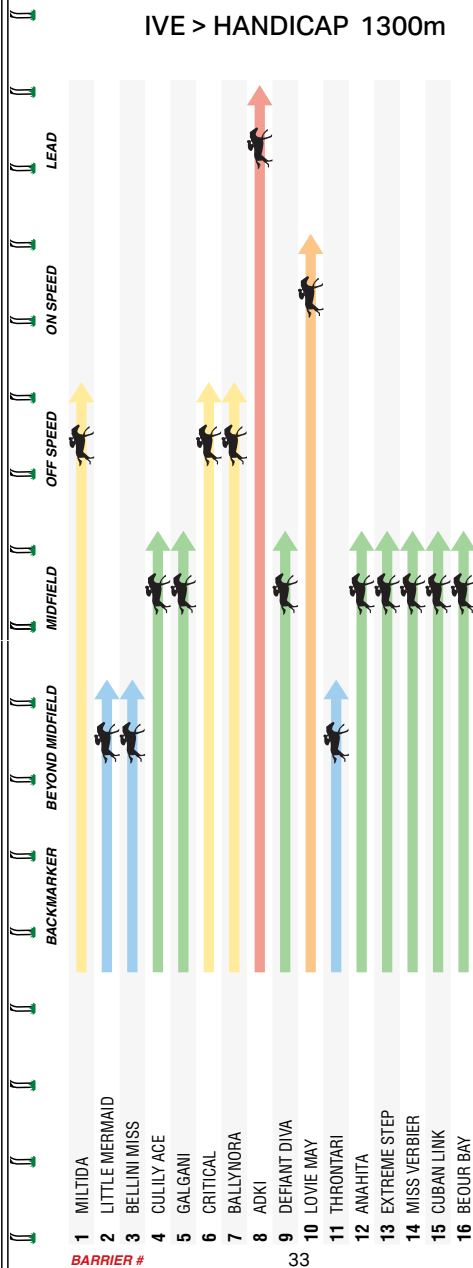 IVE > HANDICAP 1300m
LEAD
ON SPEED
OFF SPEED
MIDFIELD
BEYOND MIDFIELD
BACKMARKER
1 MILTIDA
2 LITTLE MERMAID
3 BELLINI MISS
4 CULILY ACE
5 GALGANI
6 CRITICAL
7 BALLYNORA
8 AOKI
9 DEFIANT DIVA
10 LOVIE MAY
11 THRONTARI
12 ANAHITA
13 EXTREME STEP
14 MISS VERBIER
15 CUBAN LINK
16 BEOUR BAY
BARRIER #
33